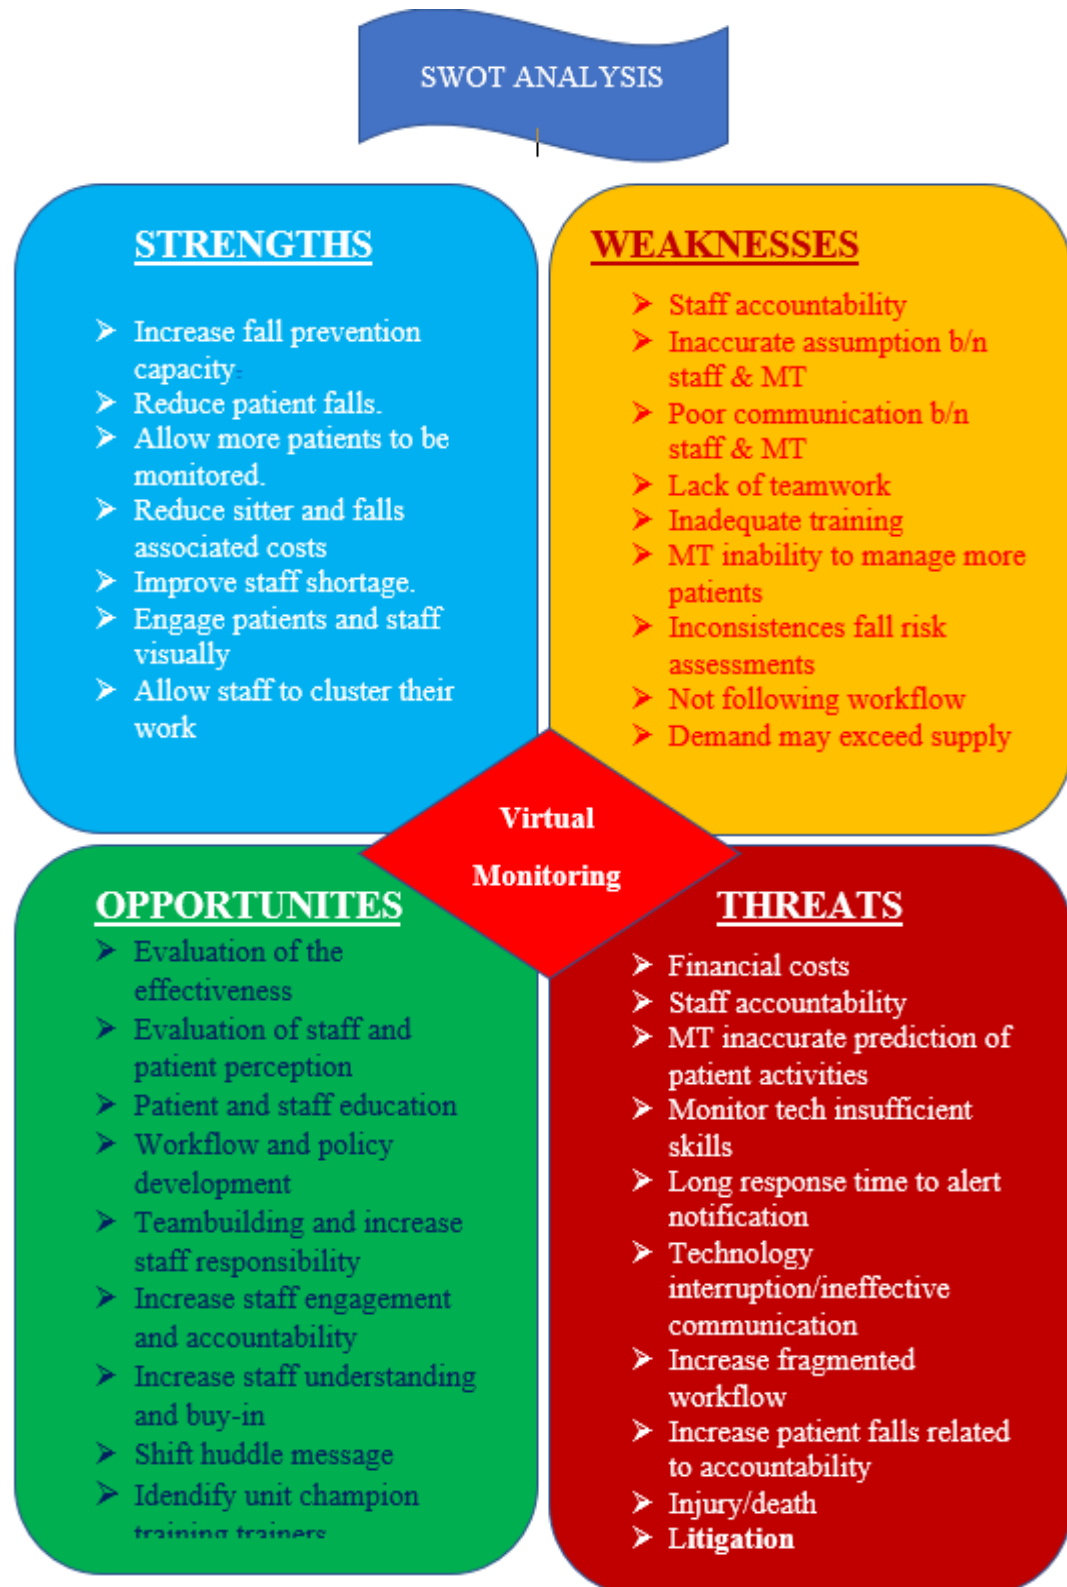 SWOT ANALYSIS
STRENGTHS
➢ Increase fall prevention
capacity:
➢ Reduce patient falls.
➢ Allow more patients to be
monitored.
➢ Reduce sitter and falls
associated costs
➢ Improve staff shortage.
➢ Engage patients and staff
visually
➢ Allow staff to cluster their
work
WEAKNESSES
➢ Staff accountability
➢ Inaccurate assumption b/n
staff & MT
➢ Poor communication b/n
staff & MT
➢ Lack of teamwork
➢ Inadequate training
➢ MT inability to manage more
patients
➢ Inconsistences fall risk
assessments
➢ Not following workflow
➢ Demand may exceed supply
Virtual
Monitoring
OPPORTUNITES
➢ Evaluation of the
effectiveness
➢ Evaluation of staff and
patient perception
➢ Patient and staff education
➢ Workflow and policy
development
➢ Teambuilding and increase
staff responsibility
➢ Increase staff engagement
and accountability
➢ Increase staff understanding
and buy-in
➢ Shift huddle message
➢ Idendify unit champion
training trainers
THREATS
➢ Financial costs
➢ Staff accountability
➢ MT inaccurate prediction of
patient activities
➢ Monitor tech insufficient
skills
➢ Long response time to alert
notification
➢ Technology
interruption/ineffective
communication
➢ Increase fragmented
workflow
➢ Increase patient falls related
to accountability
➢ Injury/death
➢ Litigation